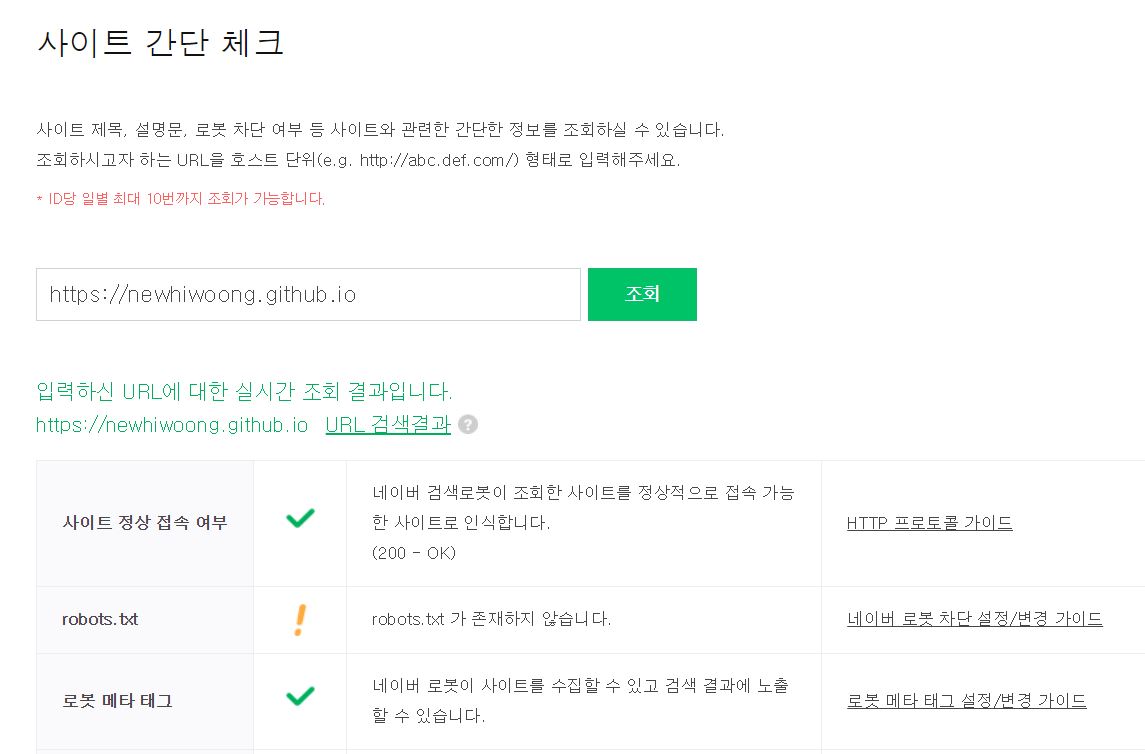 사이트 간단 체크
사이트 제목, 설명문, 로봇 차단 여부 등 사이트와 관련한 간단한 정보를 조회하실 수 있습니다.
조회하시고자 하는 URL을 호스트 단위(e.g. http://abc.def.com/) 형태로 입력해주세요.
* ID당 일별 최대 10번까지 조회가 가능합니다.
https://newhiwoong.github.io
조회
입력하신 URL에 대한 실시간 조회 결과입니다.
https://newhiwoong.github.io URL 검색결과 ?
사이트 정상 접속 여부
네이버 검색로봇이 조회한 사이트를 정상적으로 접속 가능
한 사이트로 인식합니다.
(200 - OK)
HTTP 프로토콜 가이드
robots.txt
robots.txt 가 존재하지 않습니다.
네이버 로봇 차단 설정/변경 가이드
로봇 메타 태그
네이버 로봇이 사이트를 수집할 수 있고 검색 결과에 노출
할 수 있습니다.
로봇 메타 태그 설정/변경 가이드